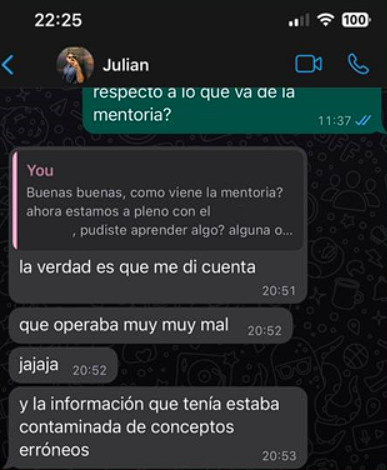 22:25
100
Julian
respecto a lo que va de la
mentoria?
11:37
You
Buenas buenas, como viene la mentoria?
ahora estamos a pleno con el
, pudiste aprender algo? alguna o...
la verdad es que me di cuenta
20:51
que operaba muy muy mal
20:52
jajaja
20:52
y la información que tenía estaba
contaminada de conceptos
erróneos
20:53